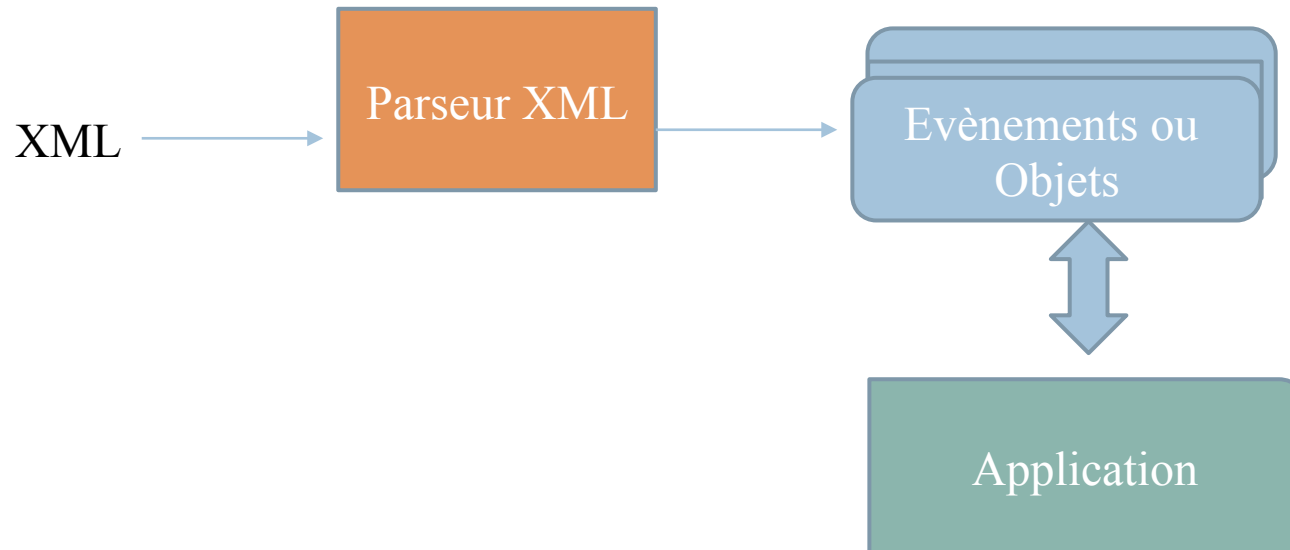 XML
Parseur XML
Evènements ou
Objets
Application